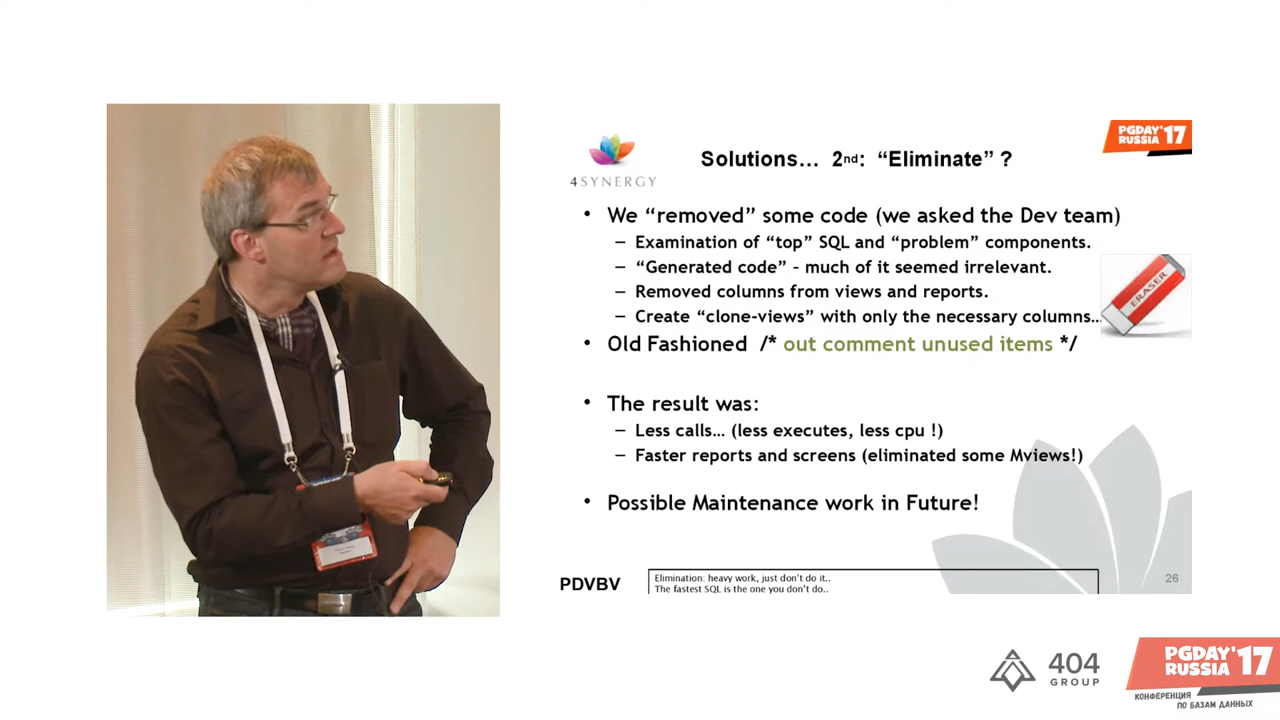 PGDAY'17
RUSSIA
4SYNERGY
Solutions… 2nd: “Eliminate” ?
• We “removed” some code (we asked the Dev team)
– Examination of “top” SQL and “problem” components.
– “Generated code” – much of it seemed irrelevant.
– Removed columns from views and reports.
– Create “clone-views” with only the necessary columns…
ERASER
• Old Fashioned /* out comment unused items */
• The result was:
– Less calls… (less executes, less cpu !)
– Faster reports and screens (eliminated some Mviews!)
• Possible Maintenance work in Future!
PDVBV
Elimination: heavy work, just don’t do it..
The fastest SQL is the one you don’t do..
26
404
GROUP
PGDAY'17
RUSSIA
КОНФЕРЕНЦИЯ
ПО БАЗАМ ДАННЫХ